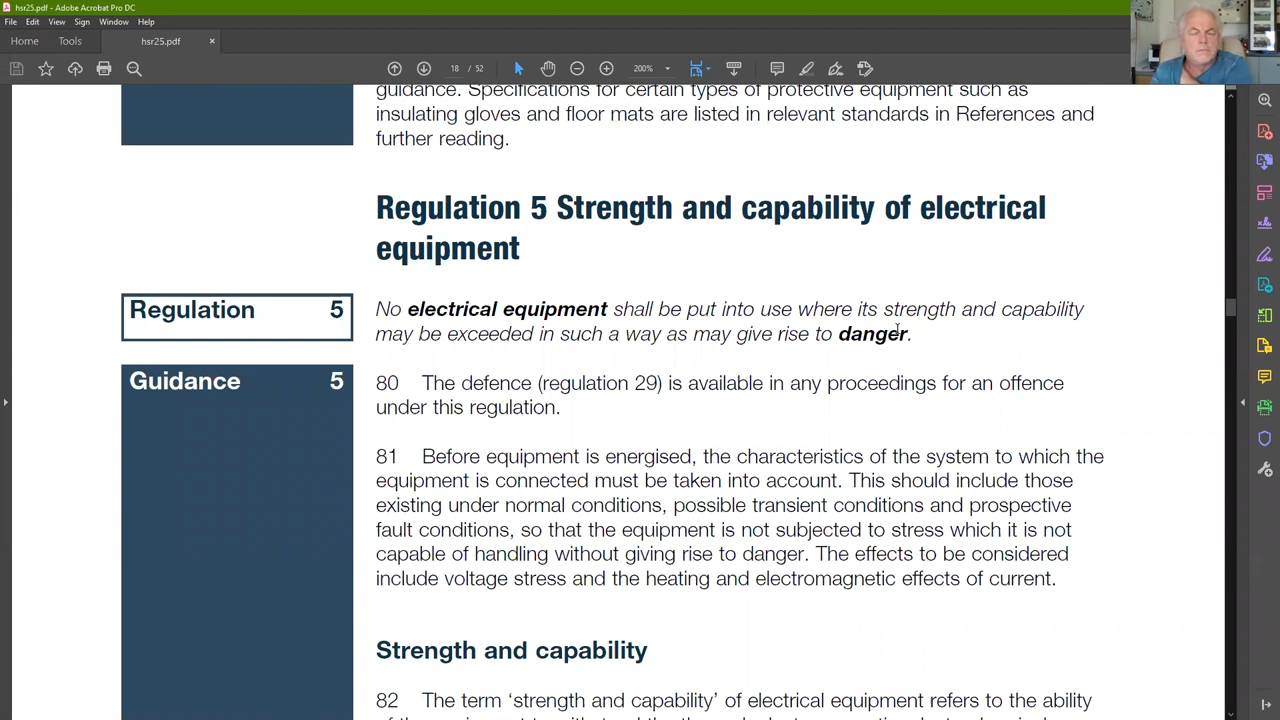 hsr25.pdf - Adobe Acrobat Pro DC
File Edit View Sign Window Help
Home Tools hsr25.pdf ×
18 / 52 200%
guidance. Specifications for certain types of protective equipment such as
insulating gloves and floor mats are listed in relevant standards in References and
further reading.
Regulation 5 Strength and capability of electrical
equipment
Regulation 5
No electrical equipment shall be put into use where its strength and capability
may be exceeded in such a way as may give rise to danger.
Guidance 5
80 The defence (regulation 29) is available in any proceedings for an offence
under this regulation.
81 Before equipment is energised, the characteristics of the system to which the
equipment is connected must be taken into account. This should include those
existing under normal conditions, possible transient conditions and prospective
fault conditions, so that the equipment is not subjected to stress which it is not
capable of handling without giving rise to danger. The effects to be considered
include voltage stress and the heating and electromagnetic effects of current.
Strength and capability
82 The term ‘strength and capability’ of electrical equipment refers to the ability